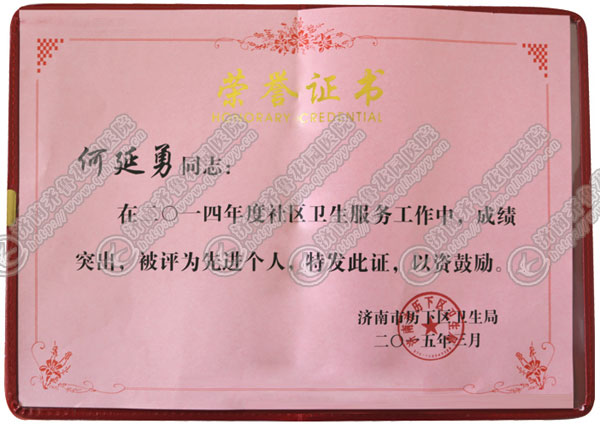 荣誉证书
HONORARY CREDENTIAL
何延勇同志：
在二〇一四年度社区卫生服务工作中，成绩
突出，被评为先进个人，特发此证，以资鼓励。
济南市历下区卫生局
二〇一五年三月